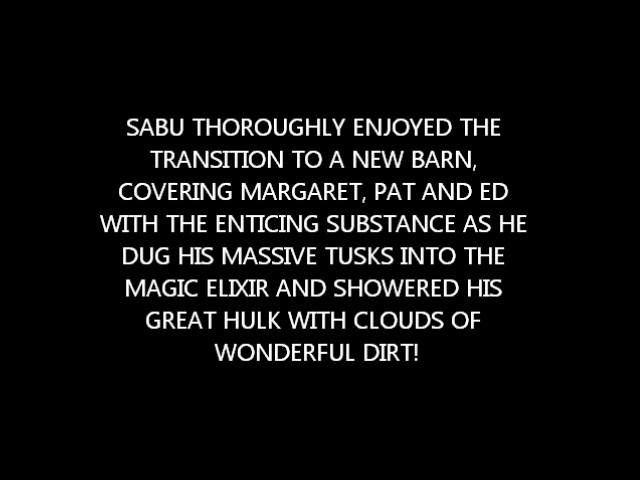 SABU THOROUGHLY ENJOYED THE
TRANSITION TO A NEW BARN,
COVERING MARGARET, PAT AND ED
WITH THE ENTICING SUBSTANCE AS HE
DUG HIS MASSIVE TUSKS INTO THE
MAGIC ELIXIR AND SHOWERED HIS
GREAT HULK WITH CLOUDS OF
WONDERFUL DIRT!